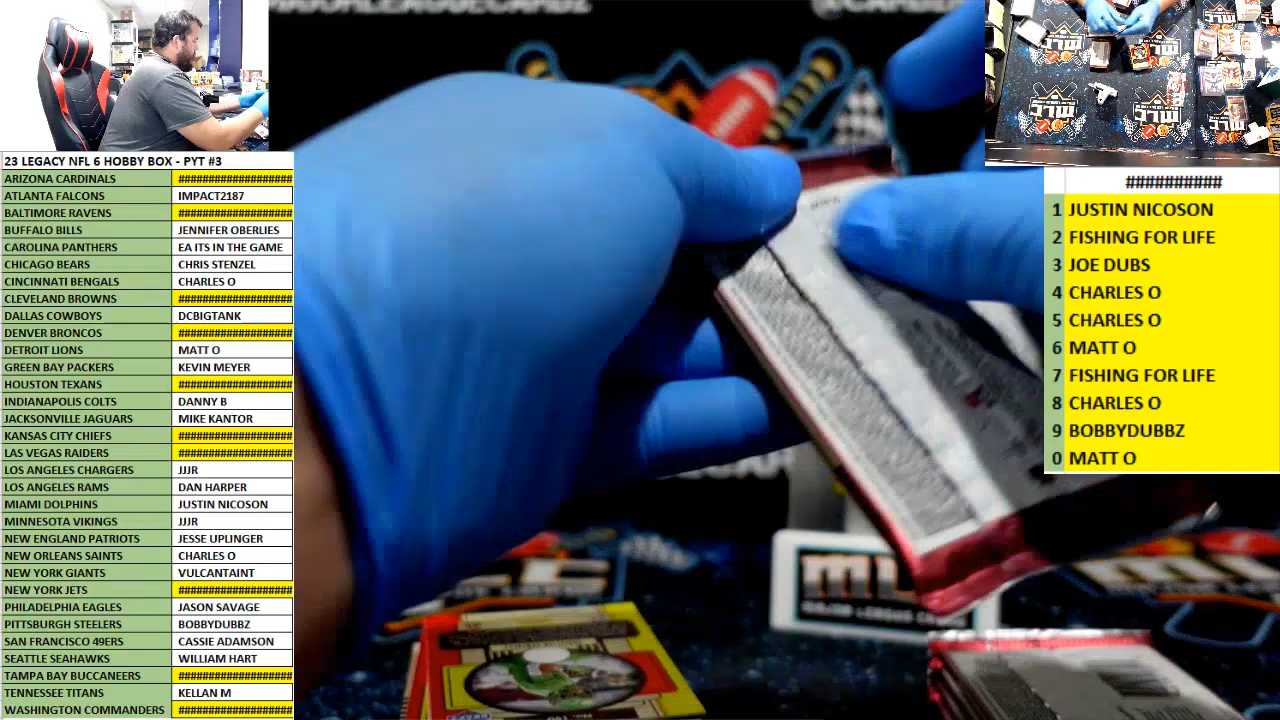 23 LEGACY NFL 6 HOBBY BOX - PYT #3
ARIZONA CARDINALS ###################
ATLANTA FALCONS IMPACT2187
BALTIMORE RAVENS ###################
BUFFALO BILLS JENNIFER OBERLIES
CAROLINA PANTHERS EA ITS IN THE GAME
CHICAGO BEARS CHRIS STENZEL
CINCINNATI BENGALS CHARLES O
CLEVELAND BROWNS ###################
DALLAS COWBOYS DCBIGTANK
DENVER BRONCOS ###################
DETROIT LIONS MATT O
GREEN BAY PACKERS KEVIN MEYER
HOUSTON TEXANS ###################
INDIANAPOLIS COLTS DANNY B
JACKSONVILLE JAGUARS MIKE KANTOR
KANSAS CITY CHIEFS ###################
LAS VEGAS RAIDERS ###################
LOS ANGELES CHARGERS JJJR
LOS ANGELES RAMS DAN HARPER
MIAMI DOLPHINS JUSTIN NICOSON
MINNESOTA VIKINGS JJJR
NEW ENGLAND PATRIOTS JESSE UPLINGER
NEW ORLEANS SAINTS CHARLES O
NEW YORK GIANTS VULCANTAINT
NEW YORK JETS ###################
PHILADELPHIA EAGLES JASON SAVAGE
PITTSBURGH STEELERS BOBBYDUBBZ
SAN FRANCISCO 49ERS CASSIE ADAMSON
SEATTLE SEAHAWKS WILLIAM HART
TAMPA BAY BUCCANEERS ###################
TENNESSEE TITANS KELLAN M
WASHINGTON COMMANDERS ###################
##########
1 JUSTIN NICOSON
2 FISHING FOR LIFE
3 JOE DUBS
4 CHARLES O
5 CHARLES O
6 MATT O
7 FISHING FOR LIFE
8 CHARLES O
9 BOBBYDUBBZ
0 MATT O